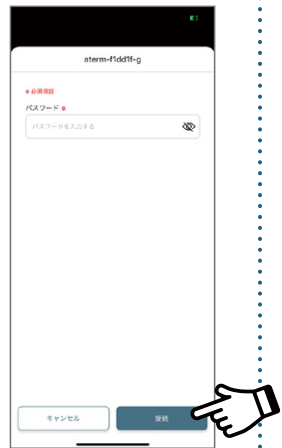 aterm-f1dd1f-g
* 必須項目
パスワード *
パスワードを入力する
キャンセル
接続